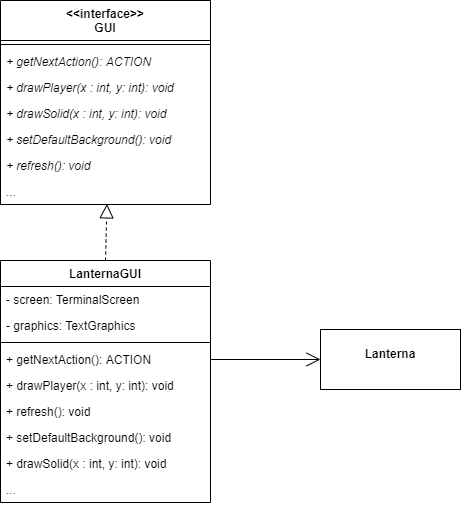 <<interface>>
GUI
+ getNextAction(): ACTION
+ drawPlayer(x : int, y: int): void
+ drawSolid(x : int, y: int): void
+ setDefaultBackground(): void
+ refresh(): void
...
LanternaGUI
- screen: TerminalScreen
- graphics: TextGraphics
+ getNextAction(): ACTION
+ drawPlayer(x : int, y: int): void
+ refresh(): void
+ setDefaultBackground(): void
+ drawSolid(x : int, y: int): void
...
Lanterna